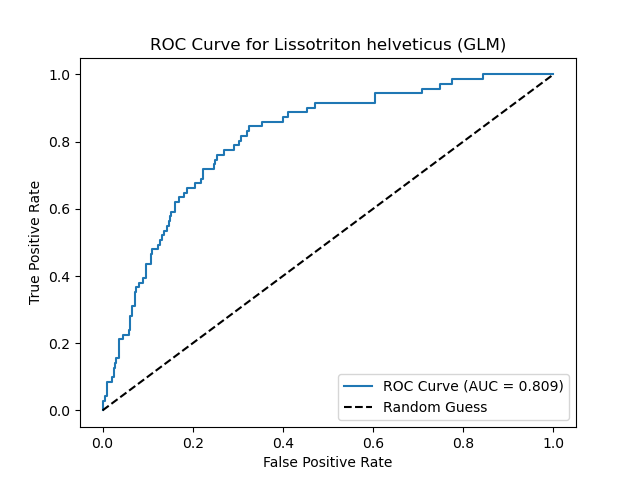 ROC Curve for Lissotriton helveticus (GLM)
True Positive Rate
1.0
0.8
0.6
0.4
0.2
0.0
ROC Curve (AUC = 0.809)
Random Guess
0.0 0.2 0.4 0.6 0.8 1.0
False Positive Rate